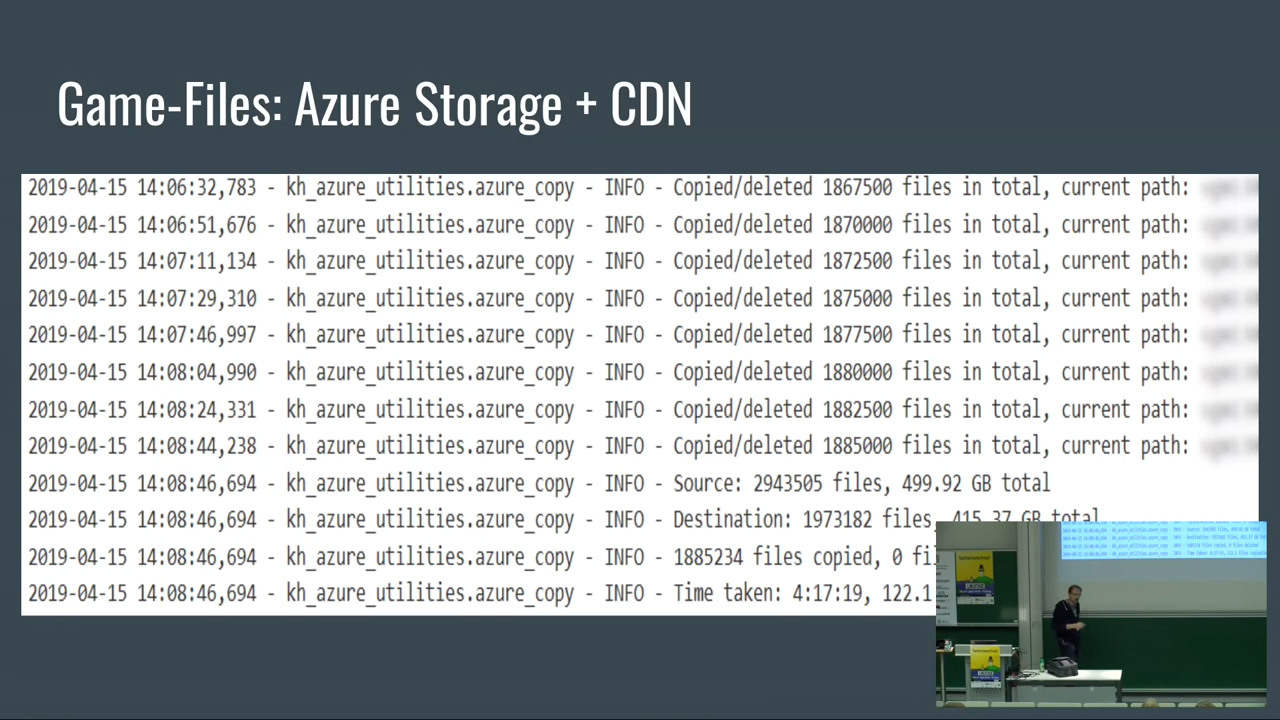 Game-Files: Azure Storage + CDN
2019-04-15 14:06:32,783 - kh_azure_utilities.azure_copy - INFO - Copied/deleted 1867500 files in total, current path:
2019-04-15 14:06:51,676 - kh_azure_utilities.azure_copy - INFO - Copied/deleted 1870000 files in total, current path:
2019-04-15 14:07:11,134 - kh_azure_utilities.azure_copy - INFO - Copied/deleted 1872500 files in total, current path:
2019-04-15 14:07:29,310 - kh_azure_utilities.azure_copy - INFO - Copied/deleted 1875000 files in total, current path:
2019-04-15 14:07:46,997 - kh_azure_utilities.azure_copy - INFO - Copied/deleted 1877500 files in total, current path:
2019-04-15 14:08:04,990 - kh_azure_utilities.azure_copy - INFO - Copied/deleted 1880000 files in total, current path:
2019-04-15 14:08:24,331 - kh_azure_utilities.azure_copy - INFO - Copied/deleted 1882500 files in total, current path:
2019-04-15 14:08:44,238 - kh_azure_utilities.azure_copy - INFO - Copied/deleted 1885000 files in total, current path:
2019-04-15 14:08:46,694 - kh_azure_utilities.azure_copy - INFO - Source: 2943505 files, 499.92 GB total
2019-04-15 14:08:46,694 - kh_azure_utilities.azure_copy - INFO - Destination: 1973182 files, 415.37 GB total
2019-04-15 14:08:46,694 - kh_azure_utilities.azure_copy - INFO - 1885234 files copied, 0 fi
2019-04-15 14:08:46,694 - kh_azure_utilities.azure_copy - INFO - Time taken: 4:17:19, 122.1